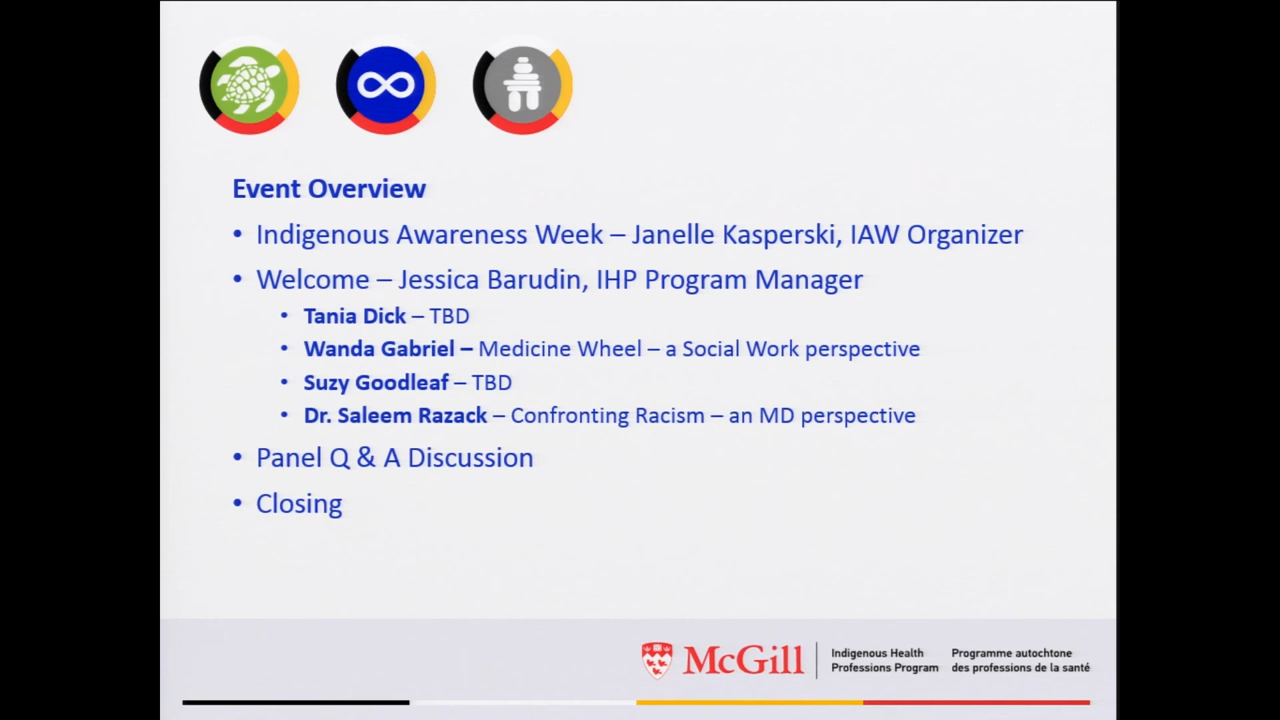 Event Overview
• Indigenous Awareness Week – Janelle Kasperski, IAW Organizer
• Welcome – Jessica Barudin, IHP Program Manager
• Tania Dick – TBD
• Wanda Gabriel – Medicine Wheel – a Social Work perspective
• Suzy Goodleaf – TBD
• Dr. Saleem Razack – Confronting Racism – an MD perspective
• Panel Q & A Discussion
• Closing
McGill
Indigenous Health
Professions Program
Programme autochtone
des professions de la santé